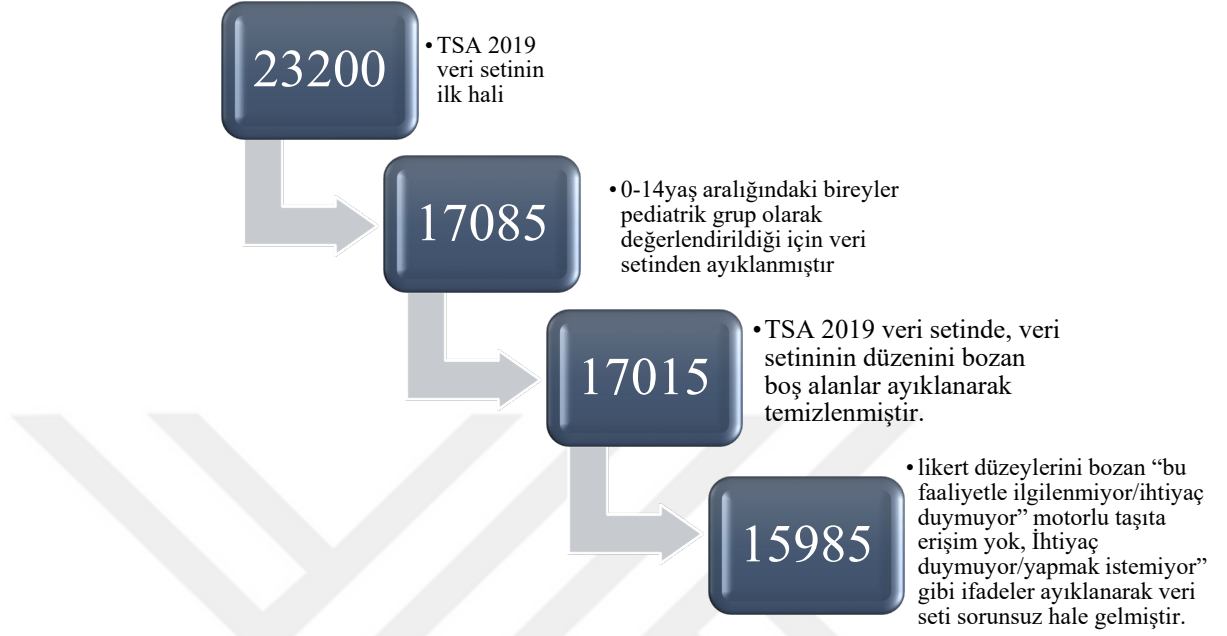 23200
•TSA 2019
veri setinin
ilk hali
17085
•0-14yaş aralığındaki bireyler
pediatrik grup olarak
değerlendirildiği için veri
setinden ayıklanmıştır
17015
•TSA 2019 veri setinde, veri
setininin düzenini bozan
boş alanlar ayıklanarak
temizlenmiştir.
15985
•likert düzeylerini bozan “bu
faaliyetle ilgilenmiyor/ihtiyaç
duymuyor” motorlu taşıta
erişim yok, İhtiyaç
duymuyor/yapmak istemiyor”
gibi ifadeler ayıklanarak veri
seti sorunsuz hale gelmiştir.